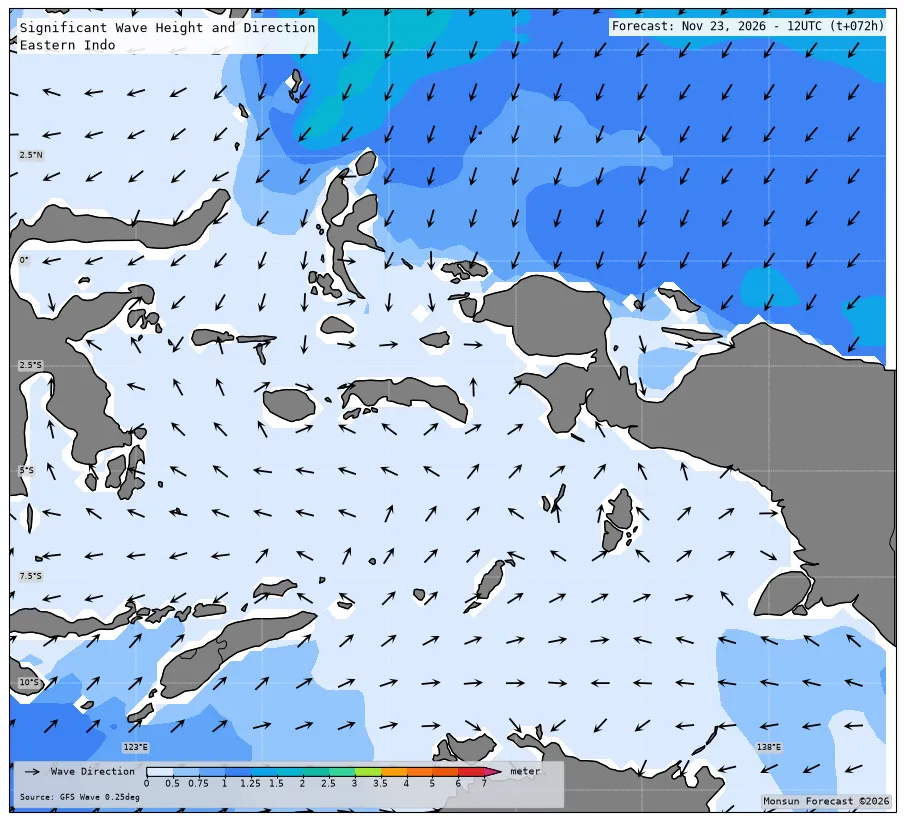 Significant Wave Height and Direction
Eastern Indo
Forecast: Nov 23, 2026 - 12UTC (t+072h)
2.5°N
0°
2.5°S
5°S
7.5°S
10°S
123°E
138°E
Wave Direction
meter
0 0.5 0.75 1 1.25 1.5 2 2.5 3 3.5 4 5 6 7
Source: GFS Wave 0.25deg
Monsun Forecast ©2026